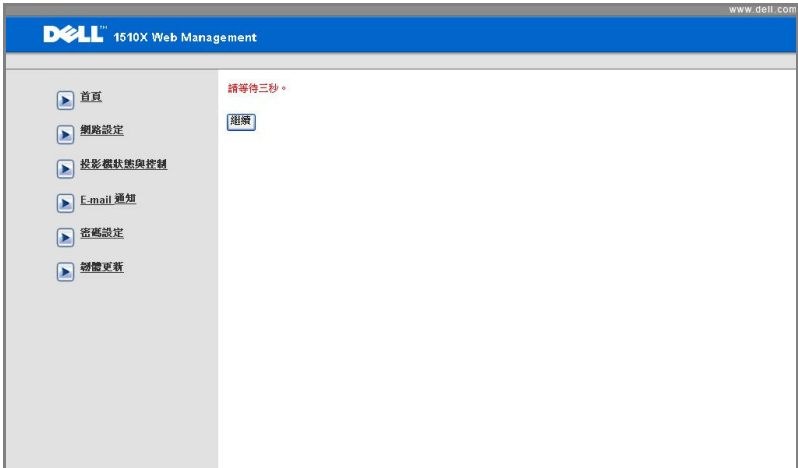 www.dell.com
DELL™ 1510X Web Management
首頁
網路設定
投影機狀態與控制
E-mail 通知
密碼設定
韌體更新
請等待三秒。
繼續